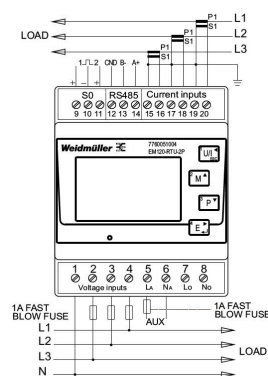 P1 L1
S1
P1 L2
S1
P1 L3
S1
LOAD
1 2 GND B- A+
+ - +
S0 RS485 Current inputs
9 10 11 12 13 14 15 16 17 18 19 20
Weidmüller 7760051004
EM120-RTU-2P
U/I
ESC
M
P
E
1 2 3 4 5 6 7 8
Voltage inputs LA NA Lo No
1A FAST
BLOW FUSE
AUX
1A FAST
BLOW FUSE
L1
L2
L3
N
LOAD